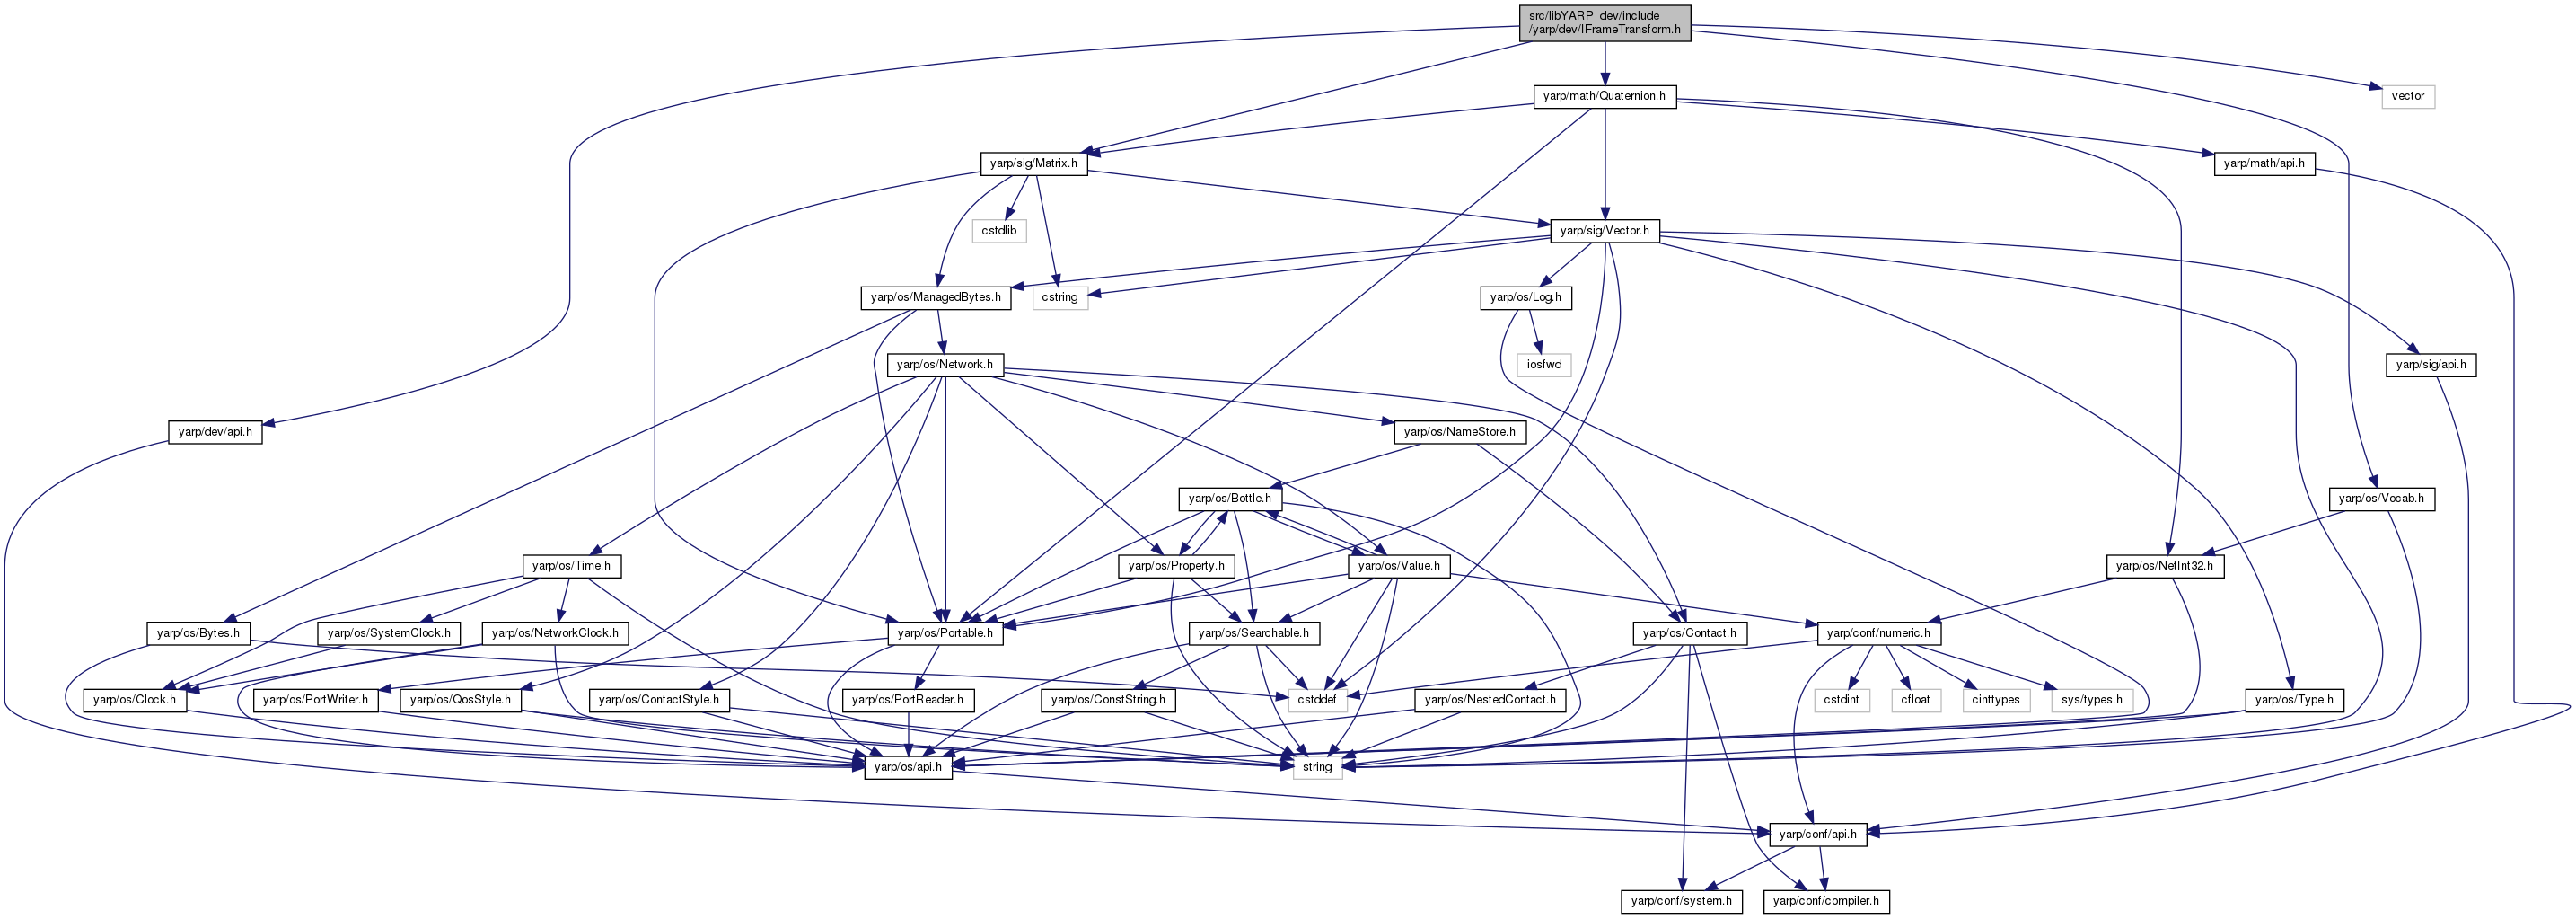 src/libYARP_dev/include
/yarp/dev/IFrameTransform.h
yarp/math/Quaternion.h
vector
yarp/sig/Matrix.h
yarp/math/api.h
cstdlib
yarp/sig/Vector.h
yarp/os/ManagedBytes.h
cstring
yarp/os/Log.h
yarp/os/Network.h
iosfwd
yarp/sig/api.h
yarp/dev/api.h
yarp/os/NameStore.h
yarp/os/Bottle.h
yarp/os/Vocab.h
yarp/os/Time.h
yarp/os/Property.h
yarp/os/Value.h
yarp/os/NetInt32.h
yarp/os/Bytes.h
yarp/os/SystemClock.h
yarp/os/NetworkClock.h
yarp/os/Portable.h
yarp/os/Searchable.h
yarp/os/Contact.h
yarp/conf/numeric.h
yarp/os/Clock.h
yarp/os/PortWriter.h
yarp/os/QosStyle.h
yarp/os/ContactStyle.h
yarp/os/PortReader.h
yarp/os/ConstString.h
cstddef
yarp/os/NestedContact.h
cstdint
cfloat
cinttypes
sys/types.h
yarp/os/Type.h
yarp/os/api.h
string
yarp/conf/api.h
yarp/conf/system.h
yarp/conf/compiler.h